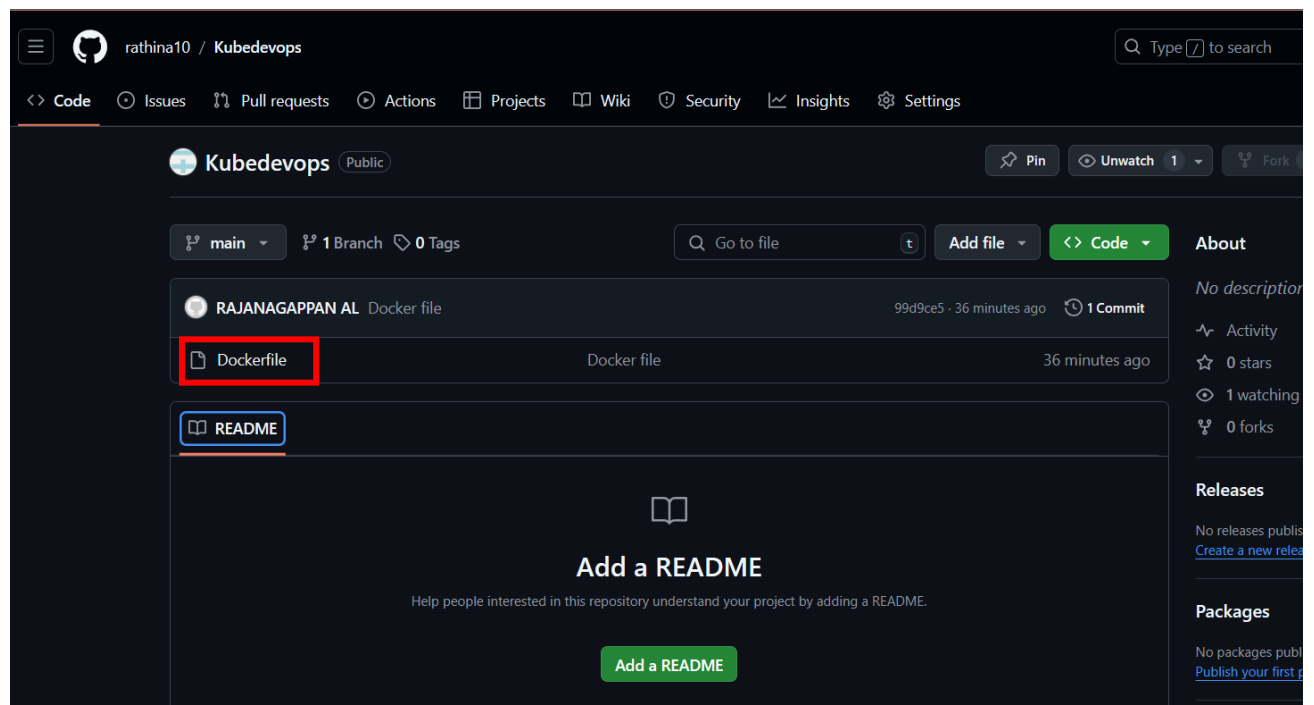 rathina10 / Kubedevops
Type / to search
Code Issues Pull requests Actions Projects Wiki Security Insights Settings
Kubedevops Public
Pin Unwatch 1 Fork
main 1 Branch 0 Tags
Go to file t Add file Code
About
No description
RAJANAGAPPAN AL Docker file 99d9ce5 · 36 minutes ago 1 Commit
Activity
Dockerfile Docker file 36 minutes ago
0 stars
1 watching
README
0 forks
Releases
No releases publis
Create a new relea
Add a README
Help people interested in this repository understand your project by adding a README.
Packages
No packages publ
Publish your first p
Add a README